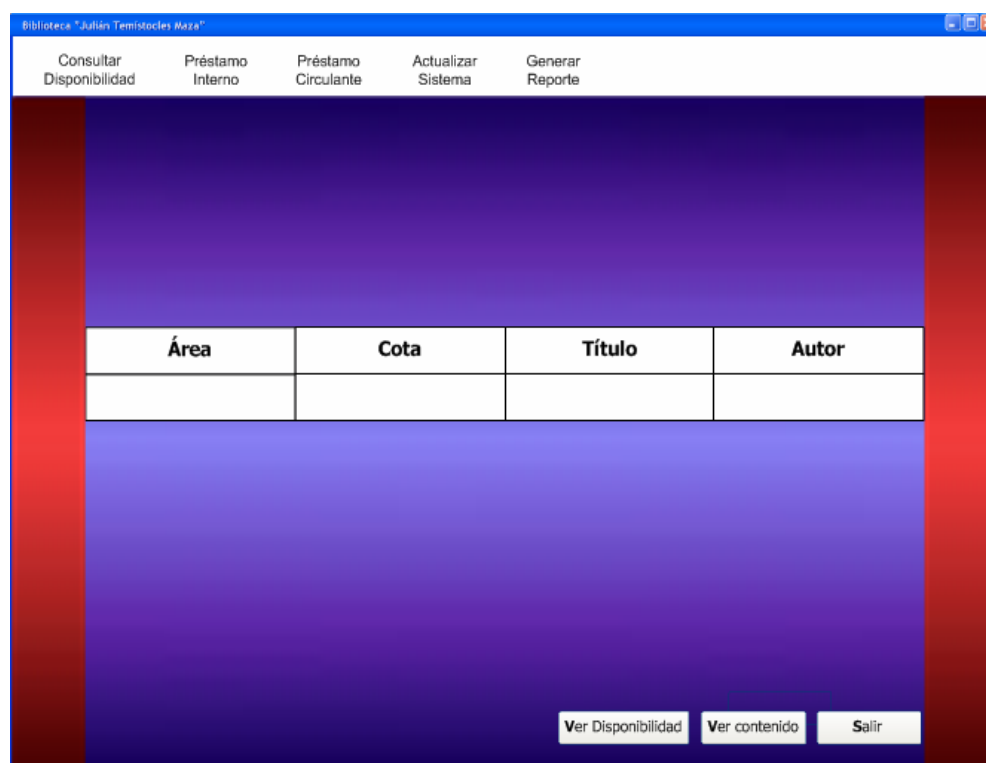 Biblioteca "Julián Temístocles Maza"
Consultar Préstamo Préstamo Actualizar Generar
Disponibilidad Interno Circulante Sistema Reporte
Área Cota Título Autor
Ver Disponibilidad Ver contenido Salir